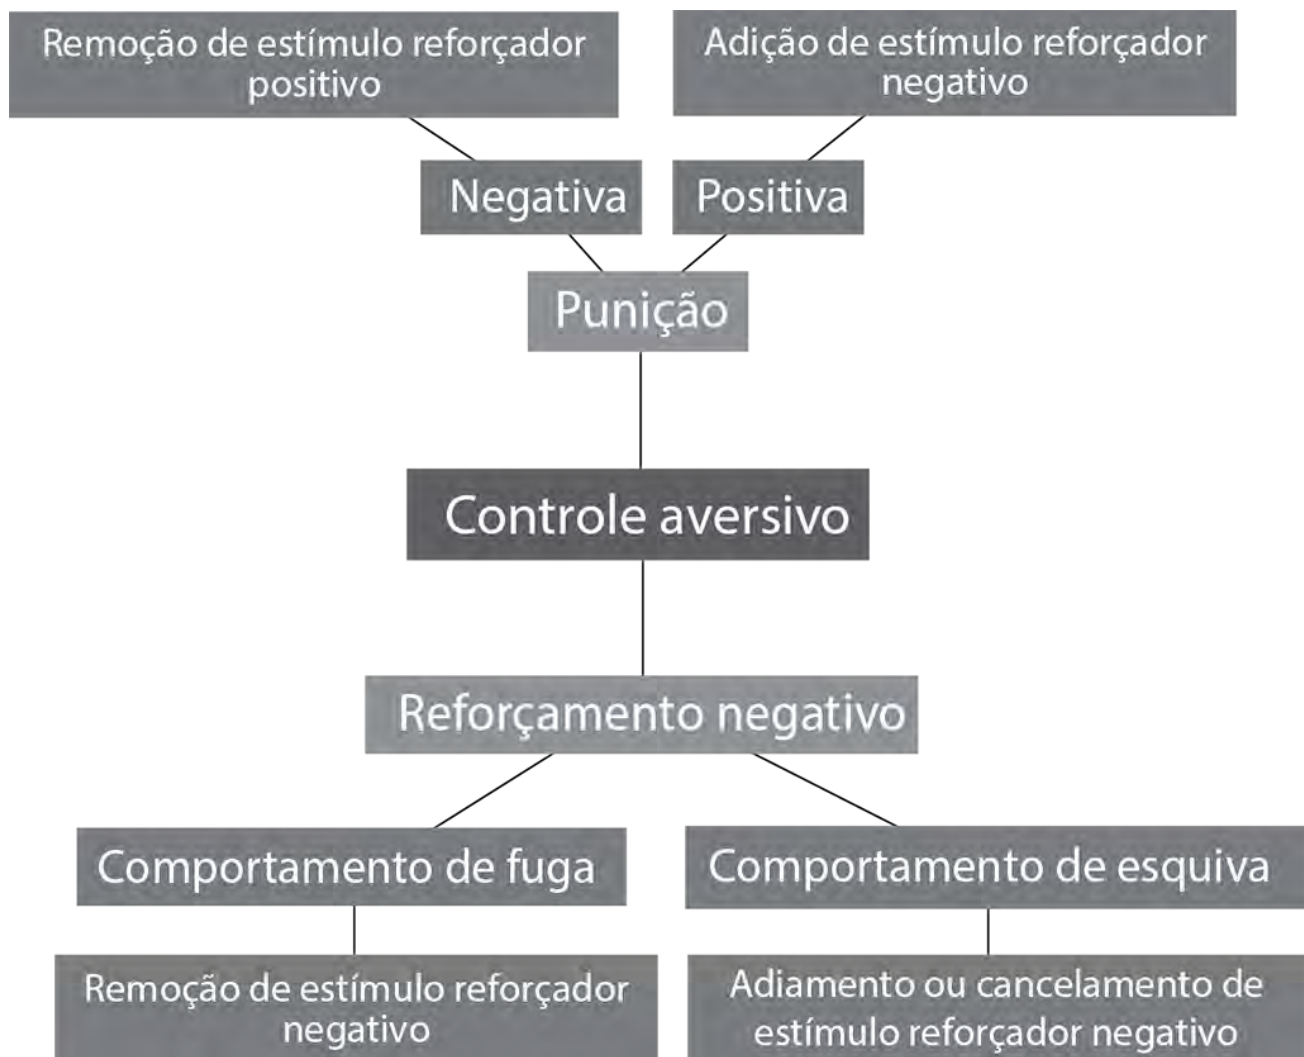 Remoção de estímulo reforçador
positivo
Adição de estímulo reforçador
negativo
Negativa
Positiva
Punição
Controle aversivo
Reforçamento negativo
Comportamento de fuga
Comportamento de esquiva
Remoção de estímulo reforçador
negativo
Adiamento ou cancelamento de
estímulo reforçador negativo